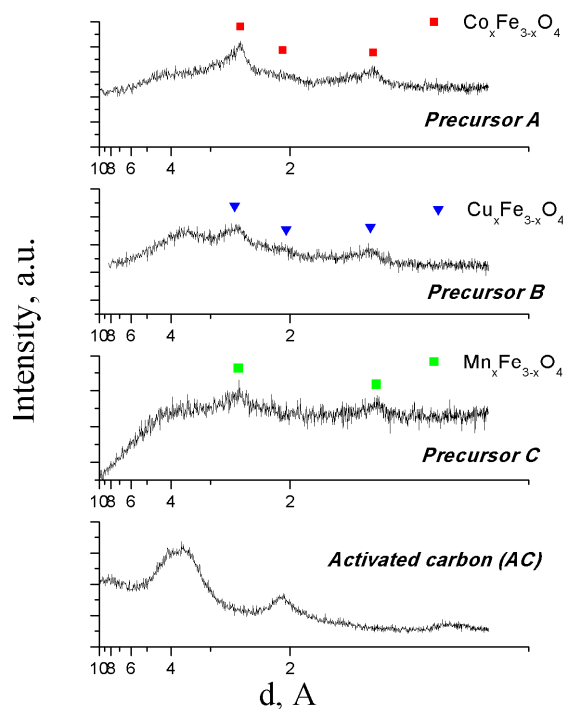 CoₓFe₃₋ₓO₄
Precursor A
10 8 6 4 2
CuₓFe₃₋ₓO₄
Precursor B
10 8 6 4 2
MnₓFe₃₋ₓO₄
Precursor C
10 8 6 4 2
Activated carbon (AC)
10 8 6 4 2
Intensity, a.u.
d, A